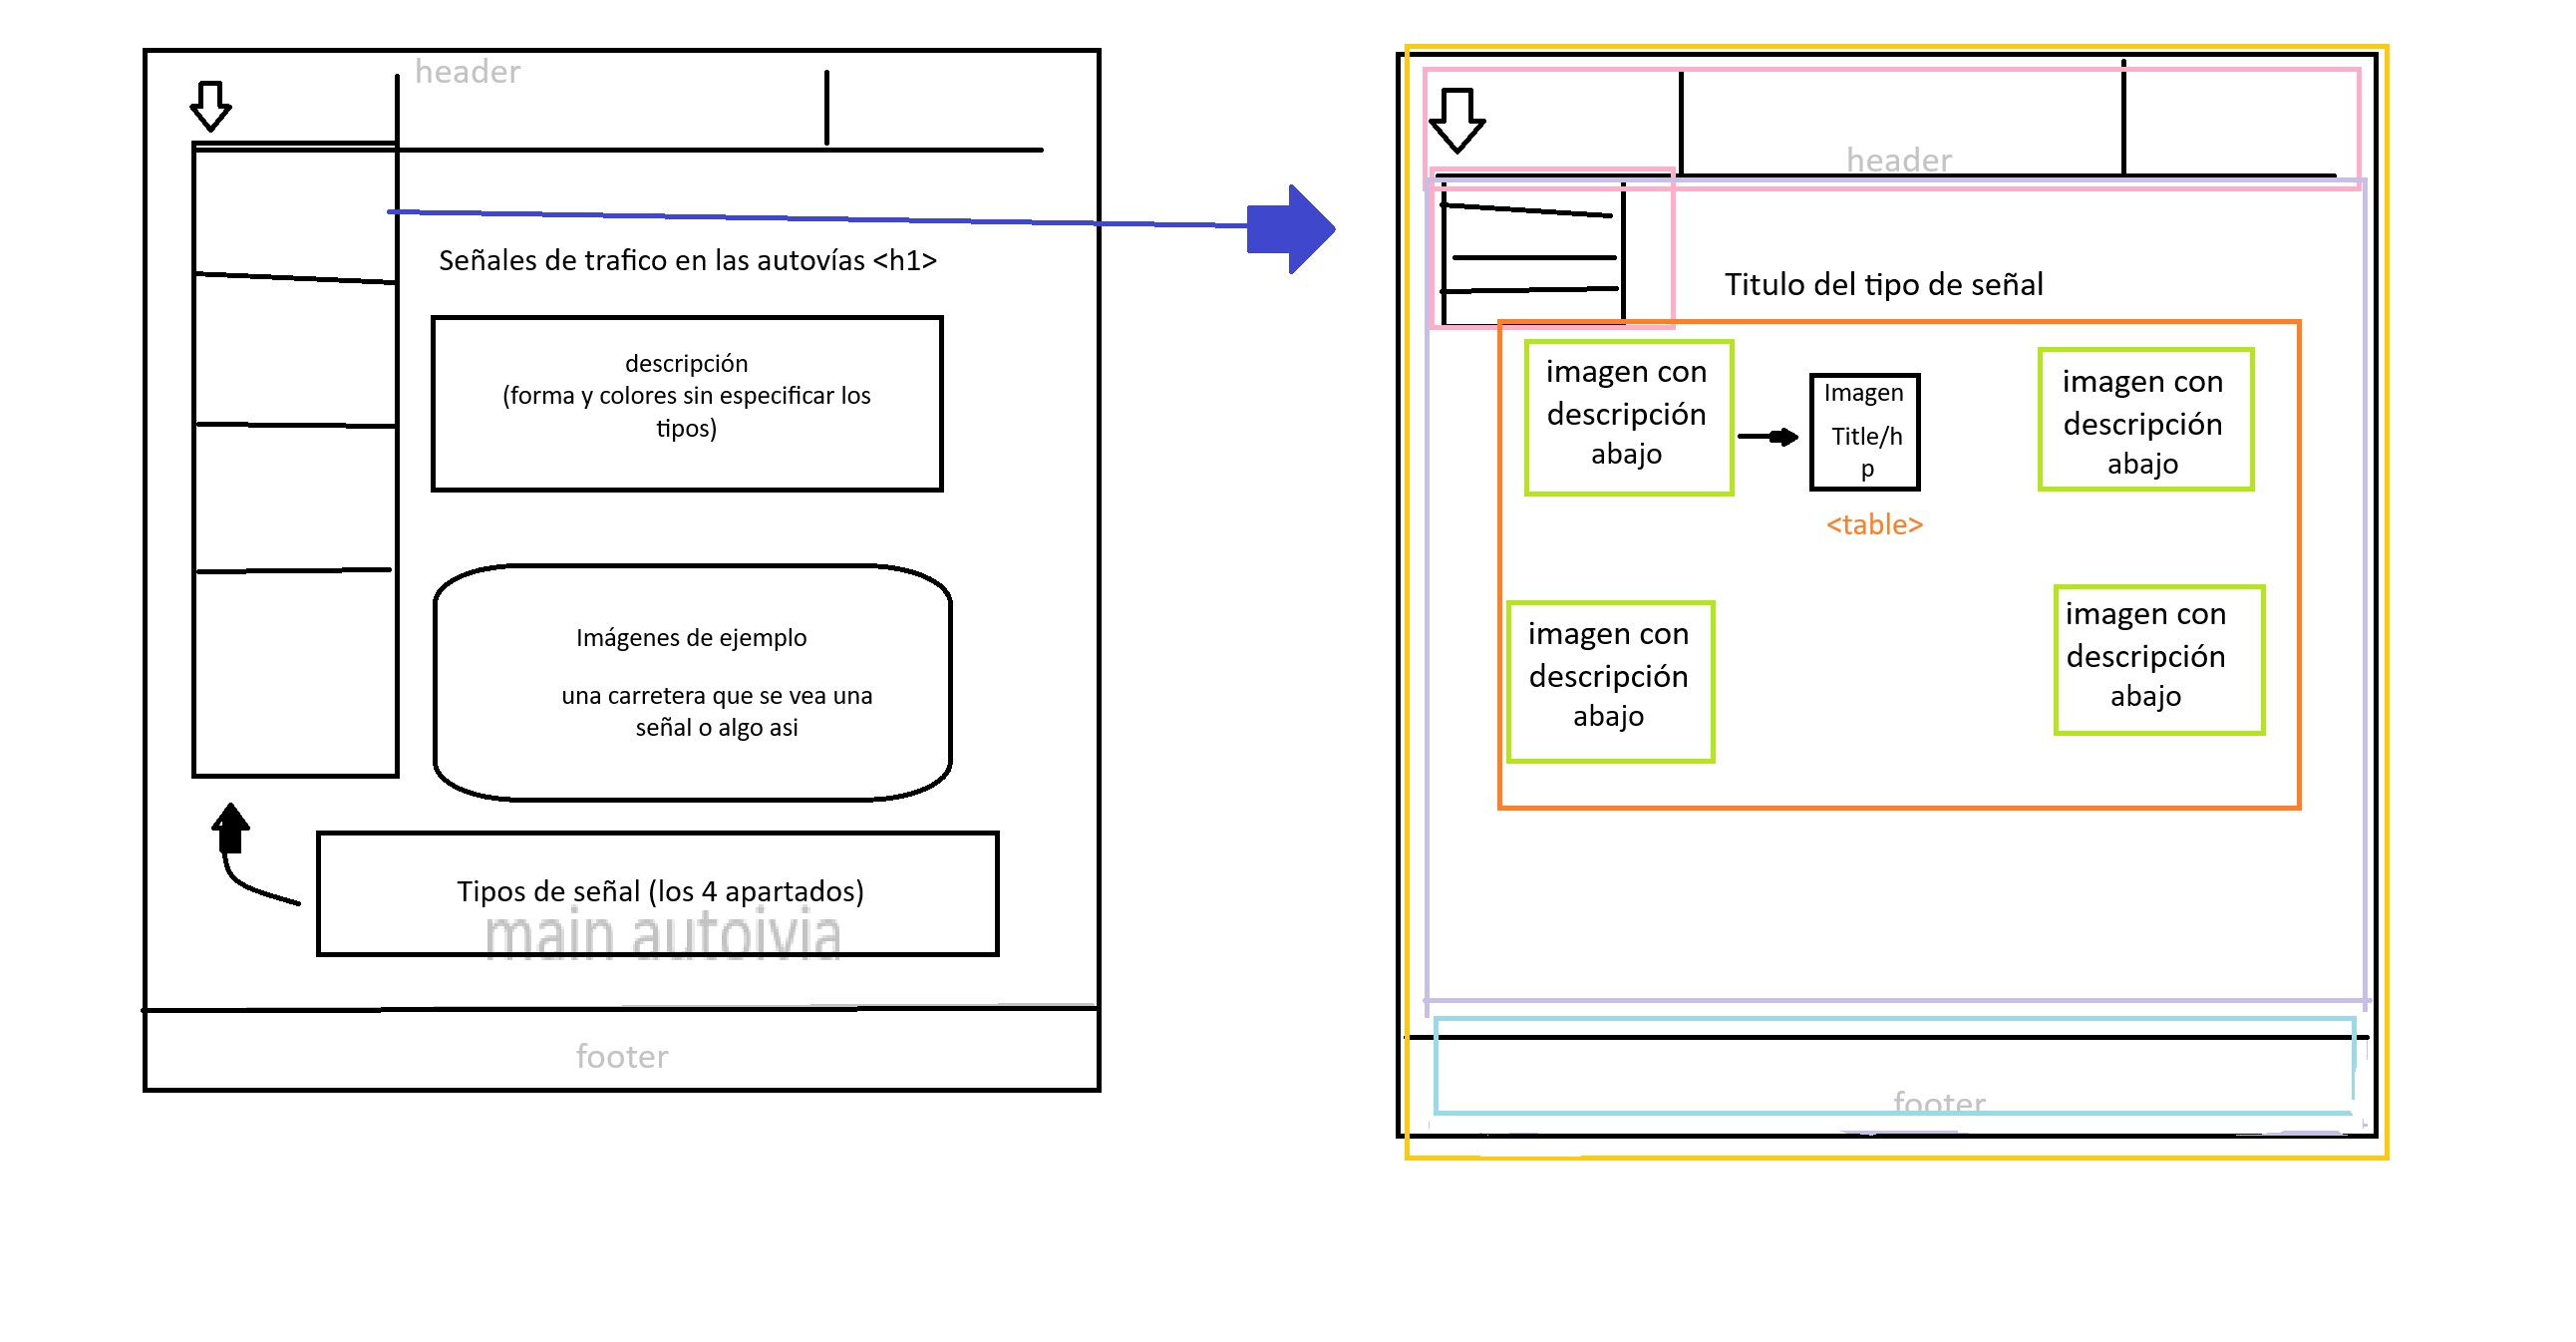 header
Señales de trafico en las autovías <h1>
descripción
(forma y colores sin especificar los
tipos)
Imágenes de ejemplo
una carretera que se vea una
señal o algo asi
Tipos de señal (los 4 apartados)
main autoivia
footer
header
Titulo del tipo de señal
imagen con
descripción
abajo
Imagen
Title/h
p
imagen con
descripción
abajo
<table>
imagen con
descripción
abajo
imagen con
descripción
abajo
footer